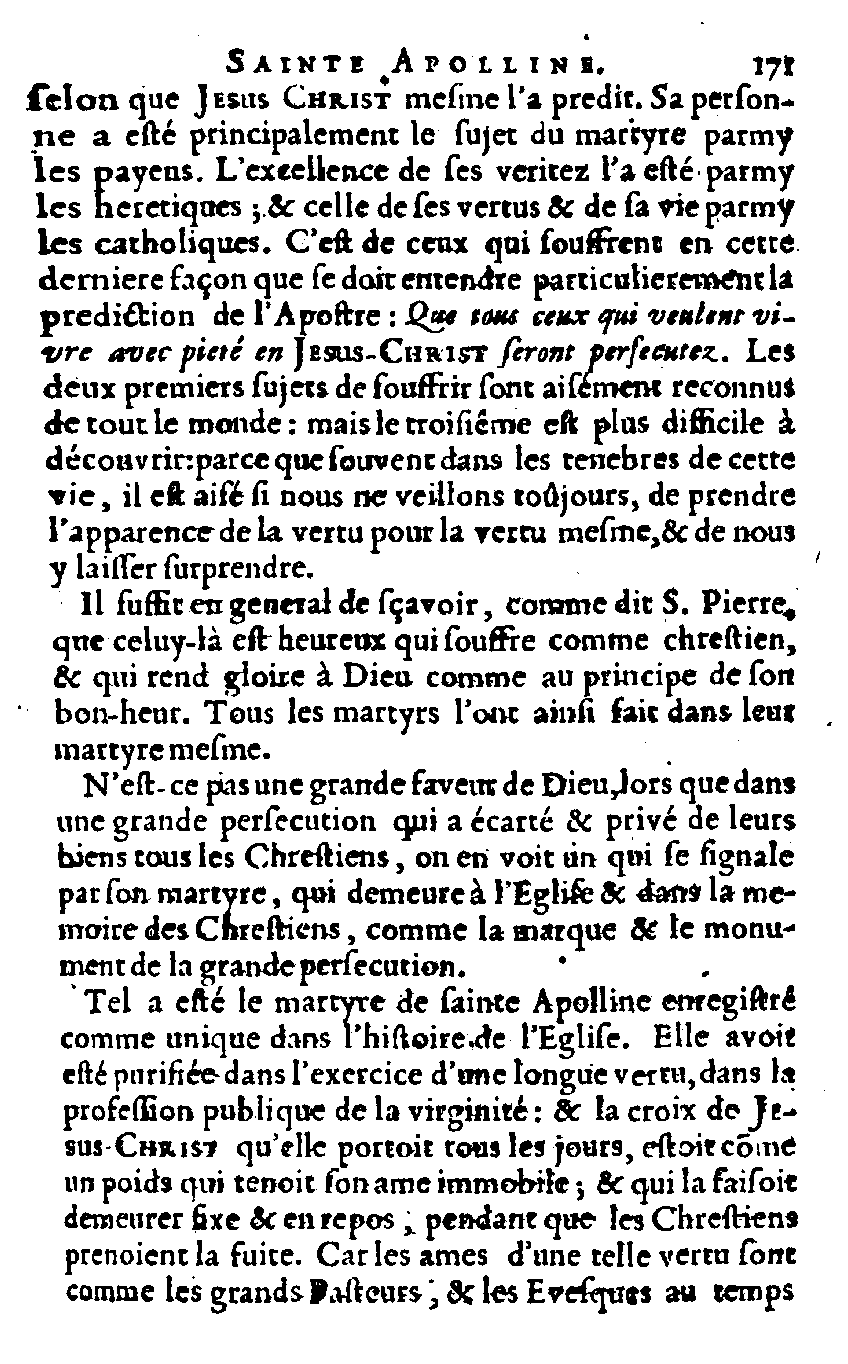 SAINTE APOLLINE. 171
ſelon que JESUS CHRIST meſme l'a predit. Sa perſon-
ne a eſté principalement le ſujet du martyre parmy
les payens. L'excellence de ſes veritez l'a eſté parmy
les heretiques ; & celle de ſes vertus & de ſa vie parmy
les catholiques. C'eſt de ceux qui ſouffrent en cette
derniere façon que ſe doit entendre particulierement la
prediction de l'Apoſtre : Que tous ceux qui veulent vi-
vre avec pieté en JESUS-CHRIST ſeront perſecutez. Les
deux premiers ſujets de ſouffrir ſont aiſément reconnus
de tout le monde : mais le troiſiéme eſt plus difficile à
découvrir: parce que ſouvent dans les tenebres de cette
vie, il eſt aiſé ſi nous ne veillons toûjours, de prendre
l'apparence de la vertu pour la vertu meſme, & de nous
y laiſſer ſurprendre.
Il ſuffit en general de ſçavoir, comme dit S. Pierre,
que celuy-là eſt heureux qui ſouffre comme chreſtien,
& qui rend gloire à Dieu comme au principe de ſon
bon-heur. Tous les martyrs l'ont ainſi fait dans leur
martyre meſme.
N'eſt-ce pas une grande faveur de Dieu, lors que dans
une grande perſecution qui a écarté & privé de leurs
biens tous les Chreſtiens, on en voit un qui ſe ſignale
par ſon martyre, qui demeure à l'Egliſe & dans la me-
moire des Chreſtiens, comme la marque & le monu-
ment de la grande perſecution.
Tel a eſté le martyre de ſainte Apolline enregiſtré
comme unique dans l'hiſtoire de l'Egliſe. Elle avoit
eſté purifiée dans l'exercice d'une longue vertu, dans la
profeſſion publique de la virginité : & la croix de JE-
SUS-CHRIST qu'elle portoit tous les jours, eſtoit cõme
un poids qui tenoit ſon ame immobile ; & qui la faiſoit
demeurer fixe & en repos ; pendant que les Chreſtiens
prenoient la fuite. Car les ames d'une telle vertu ſont
comme les grands Paſteurs ; & les Eveſques au temps